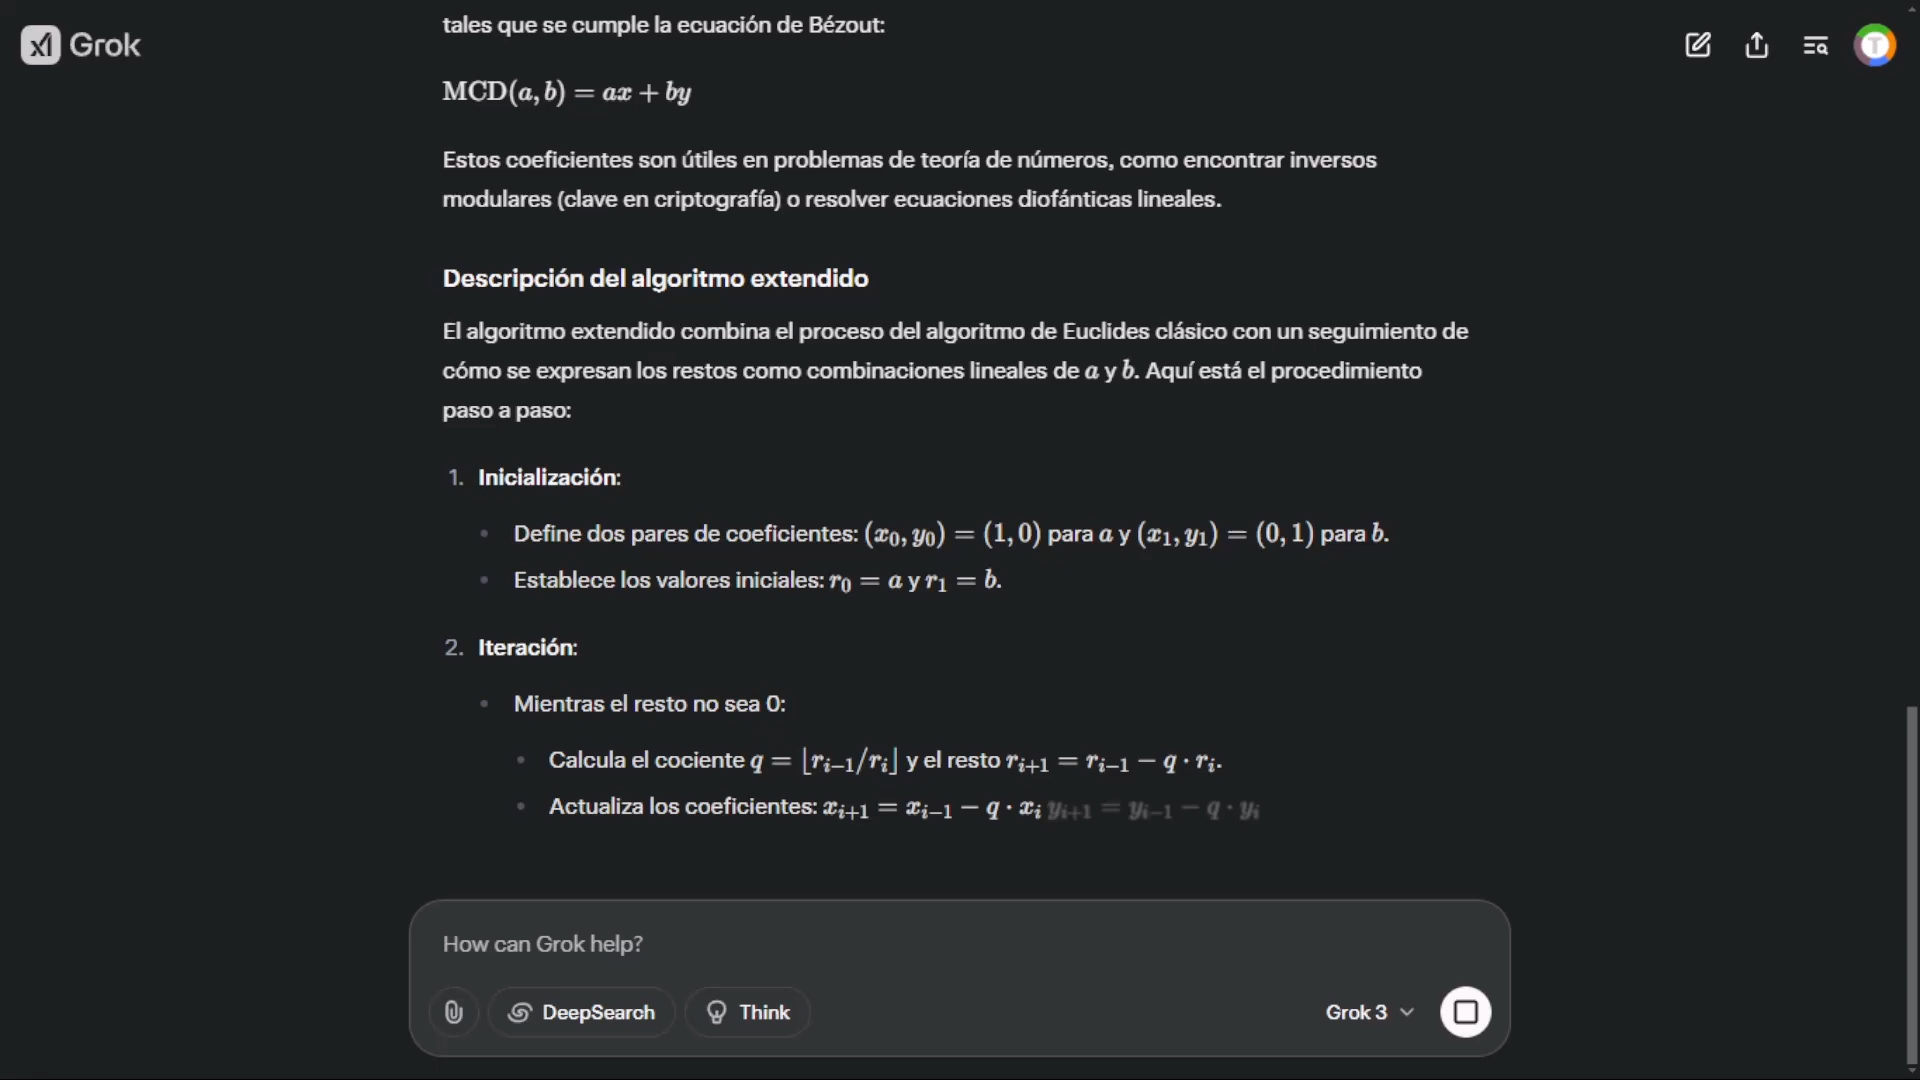 Grok
tales que se cumple la ecuación de Bézout:
MCD(a, b) = ax + by
Estos coeficientes son útiles en problemas de teoría de números, como encontrar inversos
modulares (clave en criptografía) o resolver ecuaciones diofánticas lineales.
Descripción del algoritmo extendido
El algoritmo extendido combina el proceso del algoritmo de Euclides clásico con un seguimiento de
cómo se expresan los restos como combinaciones lineales de a y b. Aquí está el procedimiento
paso a paso:
1. Inicialización:
• Define dos pares de coeficientes: (x₀, y₀) = (1, 0) para a y (x₁, y₁) = (0, 1) para b.
• Establece los valores iniciales: r₀ = a y r₁ = b.
2. Iteración:
• Mientras el resto no sea 0:
• Calcula el cociente q = ⌊rᵢ₋₁/rᵢ⌋ y el resto rᵢ₊₁ = rᵢ₋₁ − q · rᵢ.
• Actualiza los coeficientes: xᵢ₊₁ = xᵢ₋₁ − q · xᵢ yᵢ₊₁ = yᵢ₋₁ − q · yᵢ
How can Grok help?
DeepSearch Think Grok 3
T